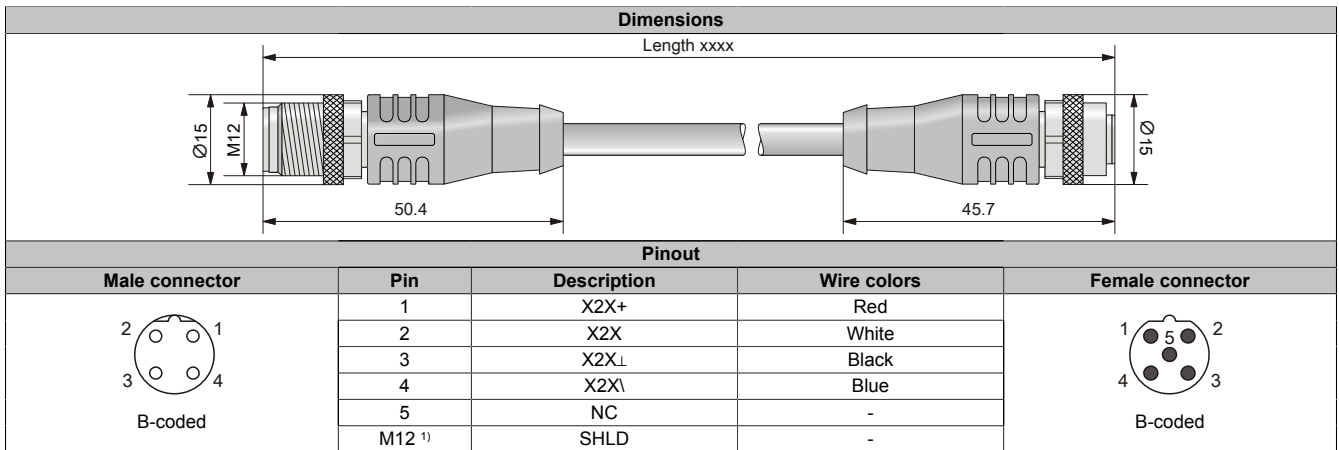 Dimensions
Length xxxx
Ø15
M12
Ø15
50.4
45.7
Pinout
Male connector
Pin
Description
Wire colors
Female connector
2 1
3 4
B-coded
1 X2X+ Red
2 X2X White
3 X2X⊥ Black
4 X2X\ Blue
5 NC -
M12 1) SHLD -
1 5 2
4 3
B-coded